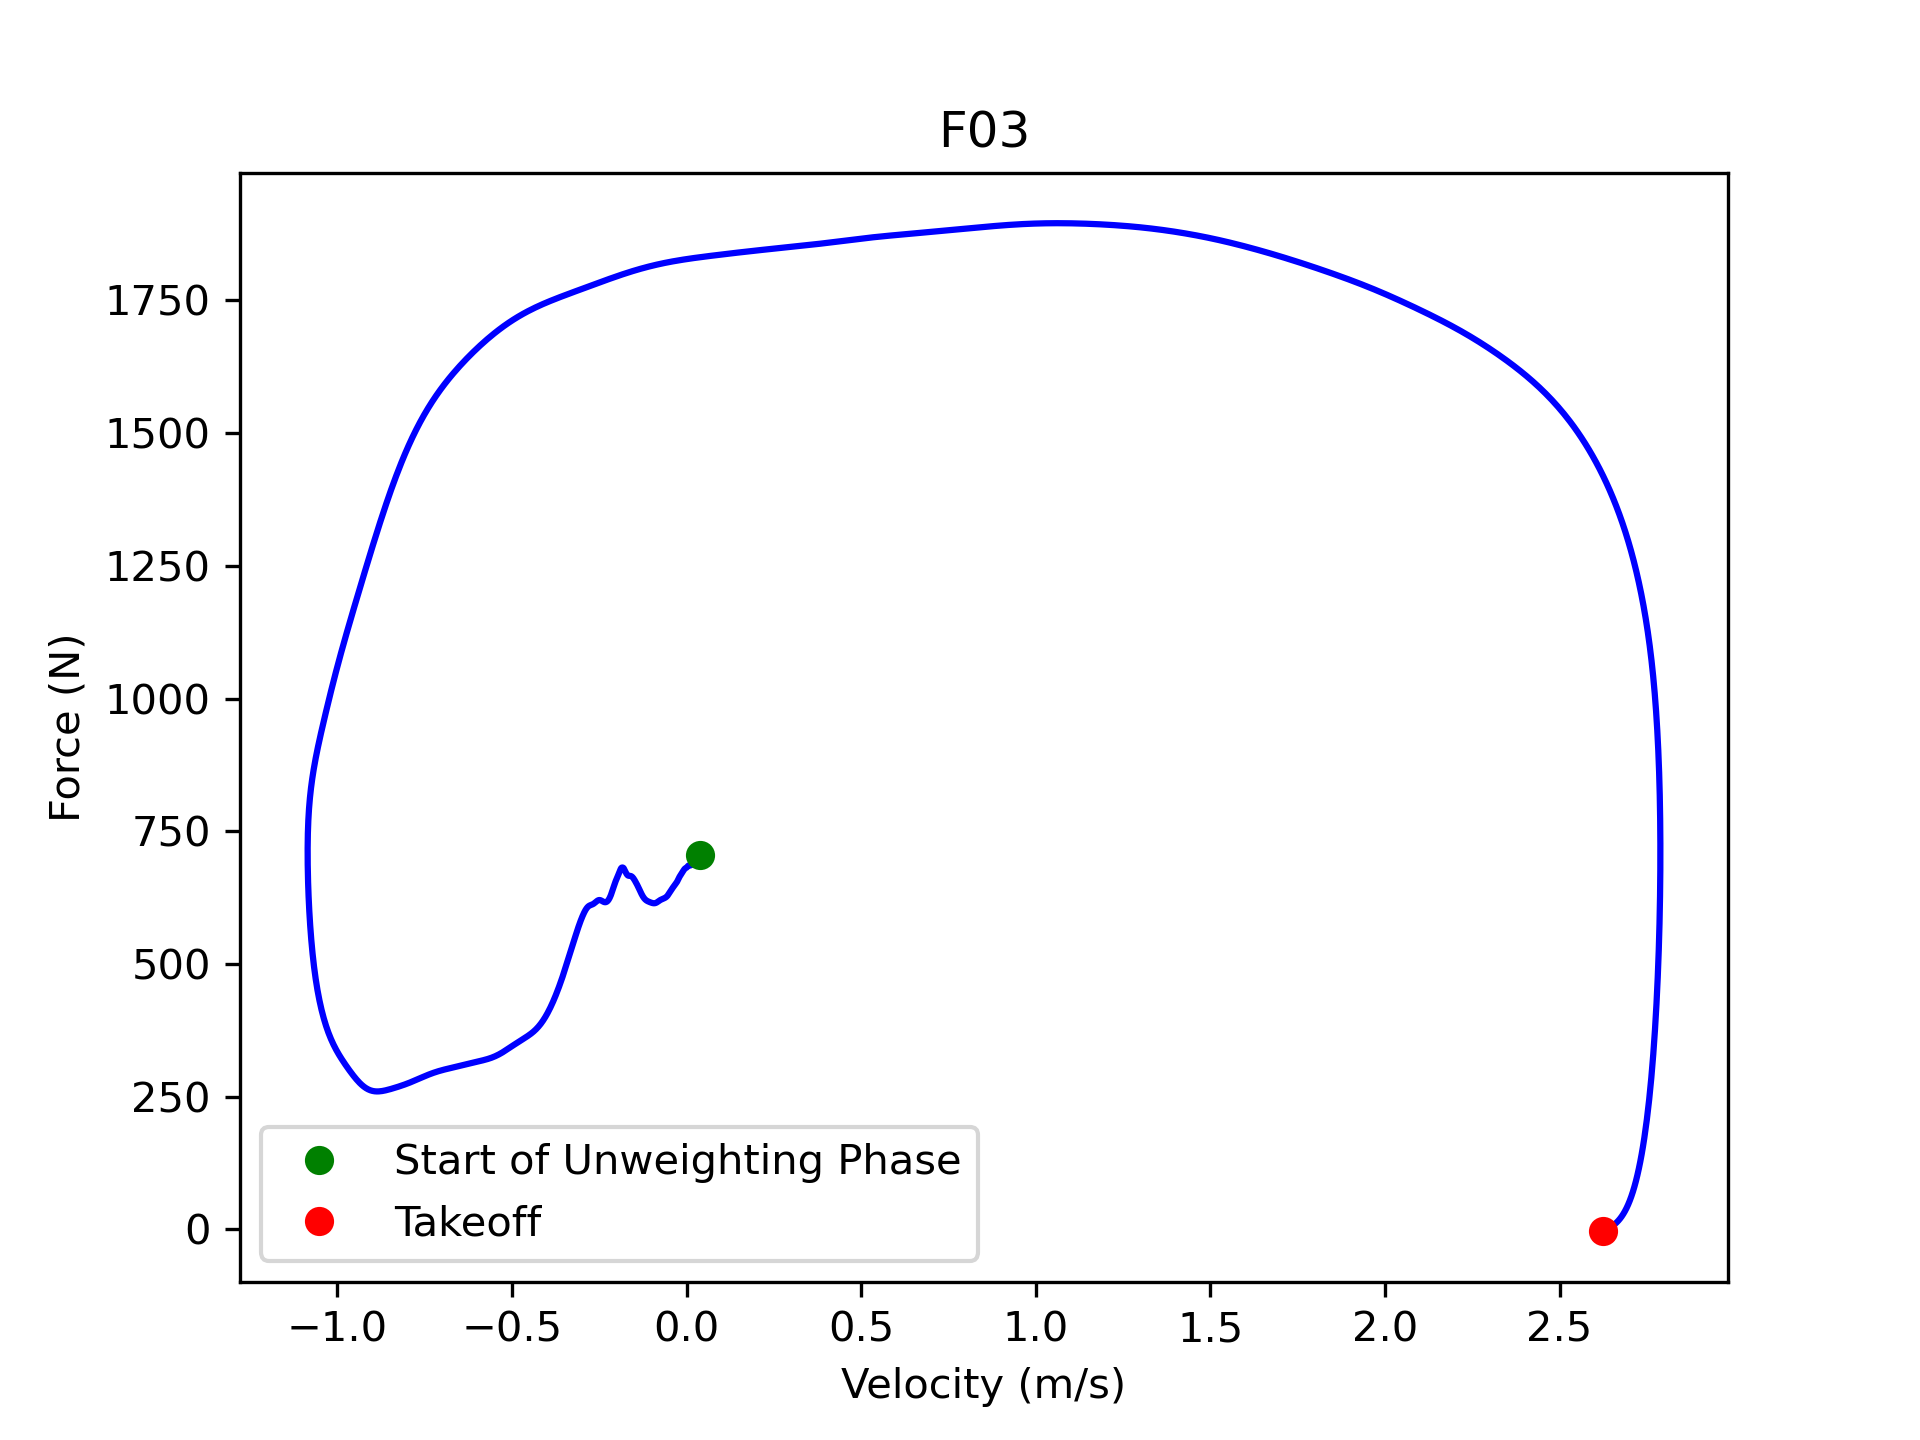 F03
Force (N)
1750
1500
1250
1000
750
500
250
0
Start of Unweighting Phase
Takeoff
−1.0 −0.5 0.0 0.5 1.0 1.5 2.0 2.5
Velocity (m/s)